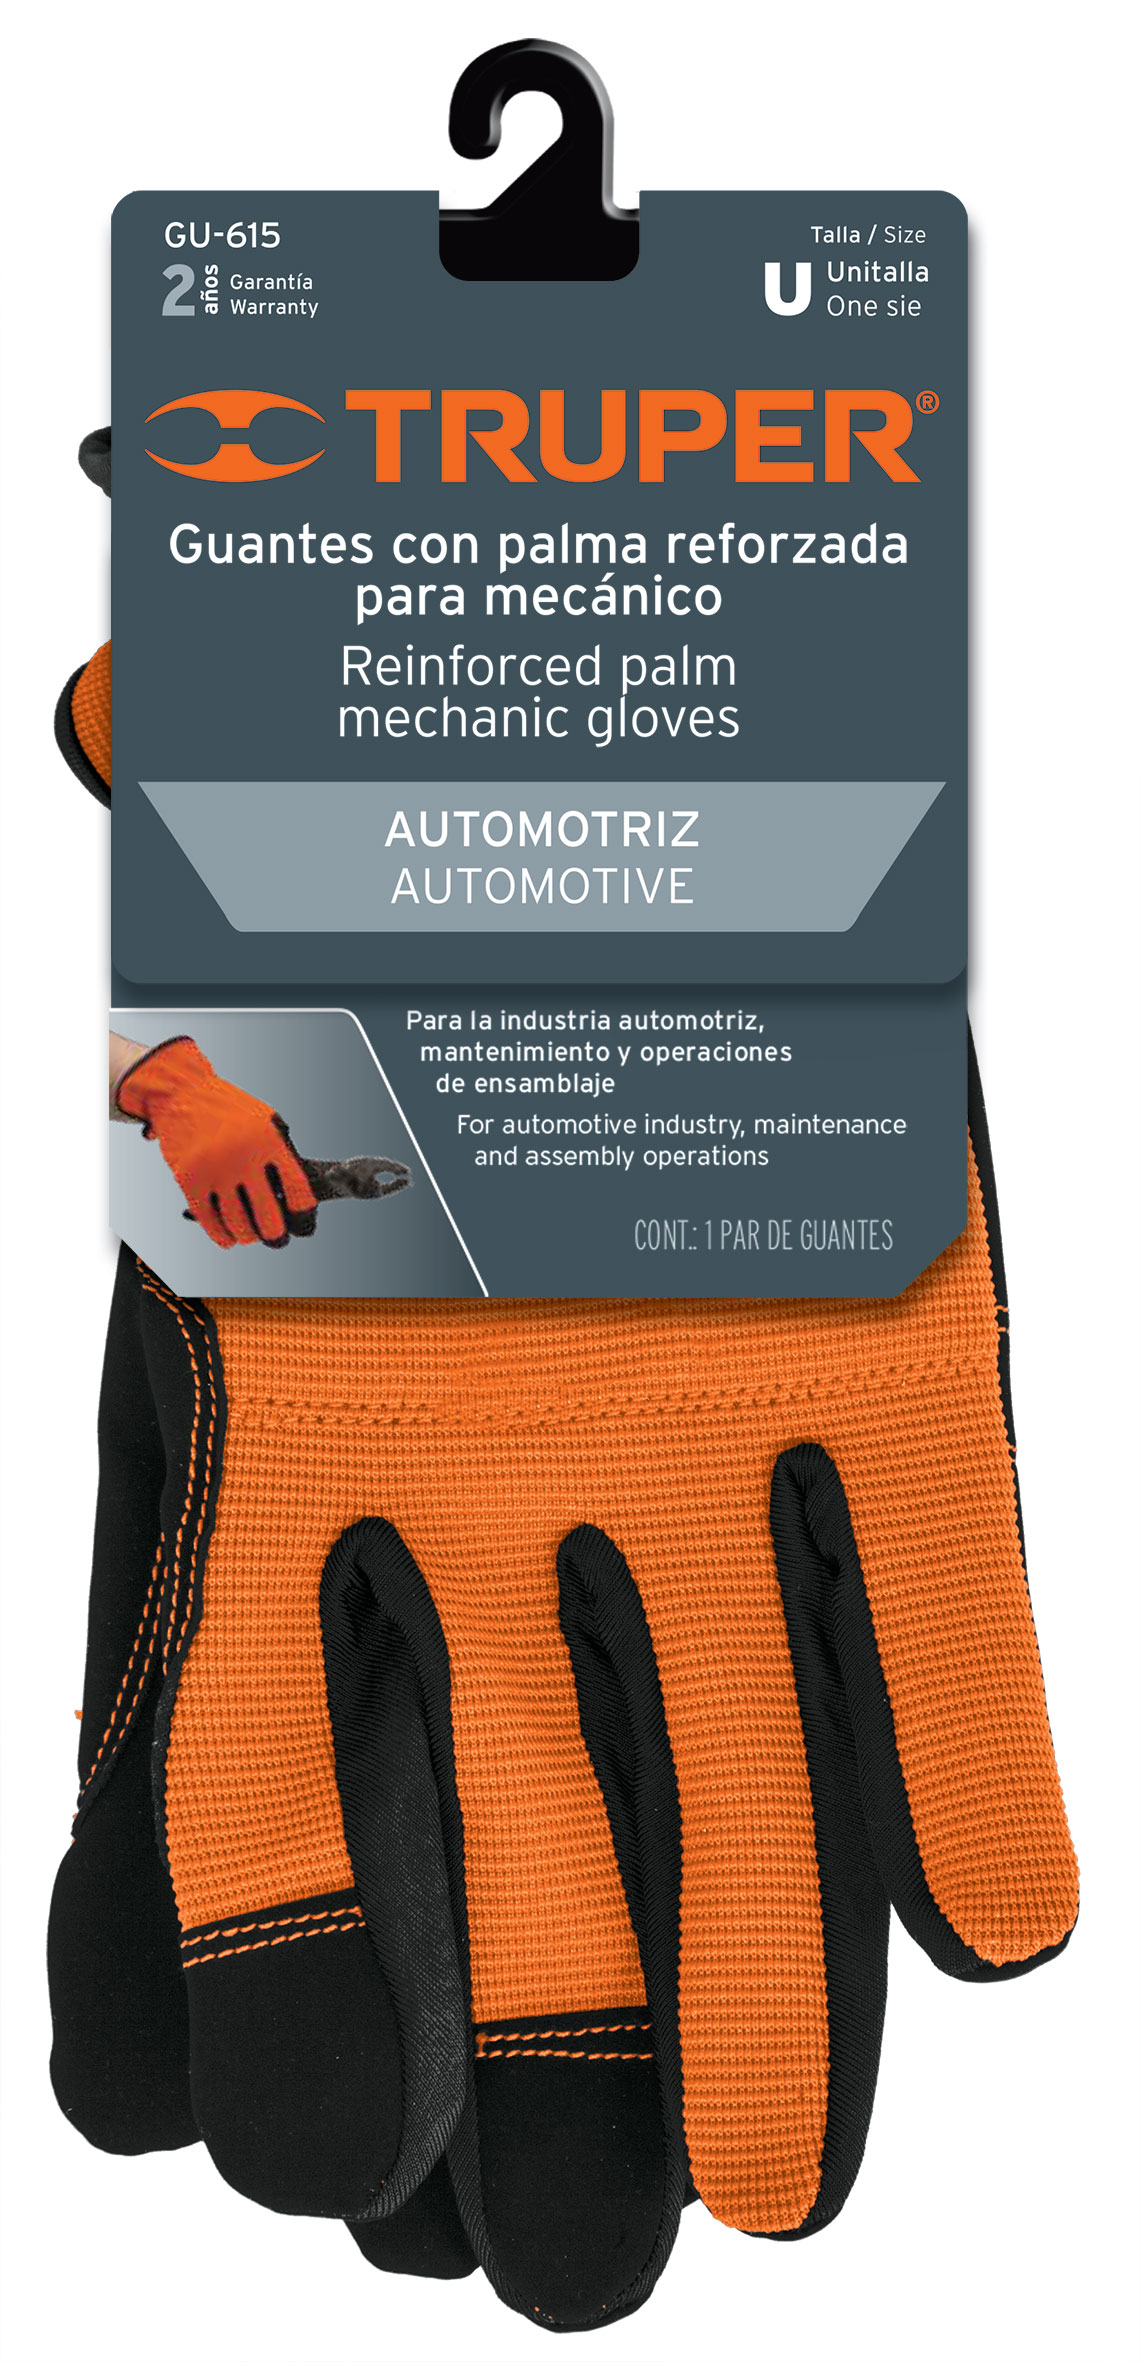 GU-615
2 años Garantía
Warranty
Talla / Size
U Unitalla
One sie
TRUPER®
Guantes con palma reforzada
para mecánico
Reinforced palm
mechanic gloves
AUTOMOTRIZ
AUTOMOTIVE
Para la industria automotriz,
mantenimiento y operaciones
de ensamblaje
For automotive industry, maintenance
and assembly operations
CONT.: 1 PAR DE GUANTES